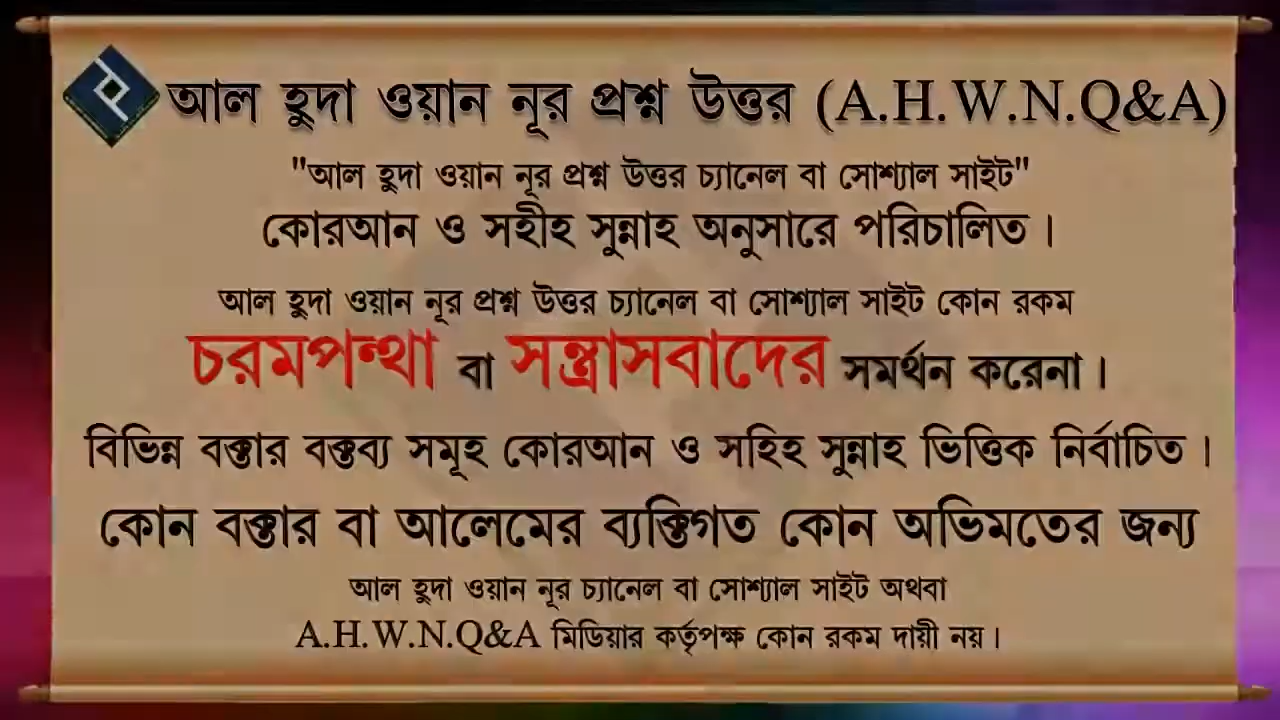 আল হুদা ওয়ান নূর প্রশ্ন উত্তর (A.H.W.N.Q&A)
"আল হুদা ওয়ান নূর প্রশ্ন উত্তর চ্যানেল বা সোশ্যাল সাইট"
কোরআন ও সহীহ সুন্নাহ অনুসারে পরিচালিত ।
আল হুদা ওয়ান নূর প্রশ্ন উত্তর চ্যানেল বা সোশ্যাল সাইট কোন রকম
চরমপন্থা বা সন্ত্রাসবাদের সমর্থন করেনা ।
বিভিন্ন বক্তার বক্তব্য সমূহ কোরআন ও সহিহ সুন্নাহ ভিত্তিক নির্বাচিত ।
কোন বক্তার বা আলেমের ব্যক্তিগত কোন অভিমতের জন্য
আল হুদা ওয়ান নূর চ্যানেল বা সোশ্যাল সাইট অথবা
A.H.W.N.Q&A মিডিয়ার কর্তৃপক্ষ কোন রকম দায়ী নয় ।